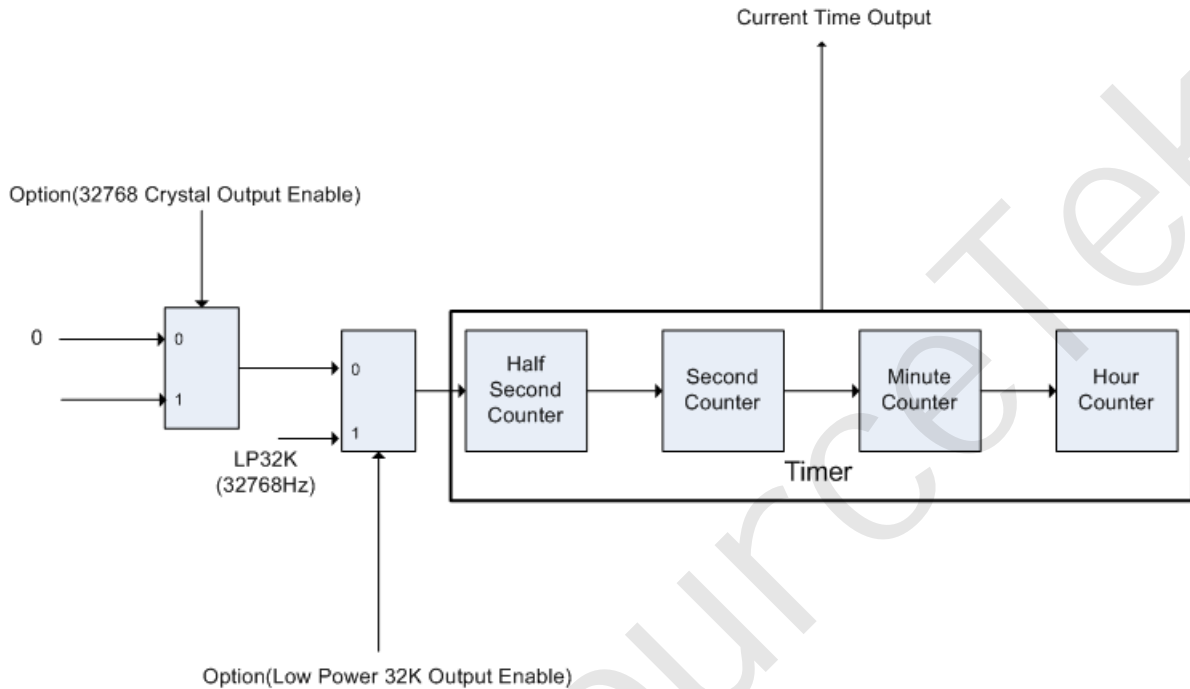 Current Time Output
Option(32768 Crystal Output Enable)
0
0
1
0
1
LP32K
(32768Hz)
Half
Second
Counter
Second
Counter
Minute
Counter
Hour
Counter
Timer
Option(Low Power 32K Output Enable)
ourceTek